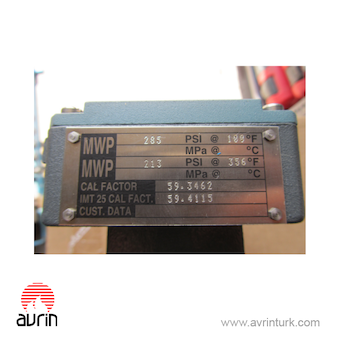 MWP 285 PSI @ 100 °F
MPa @ °C
MWP 213 PSI @ 356 °F
MPa @ °C
CAL FACTOR 59.3462
IMT 25 CAL FACT. 59.4115
CUST. DATA
avrin
www.avrinturk.com